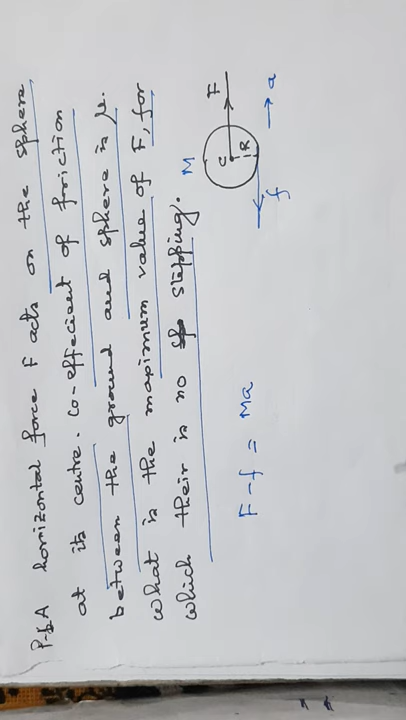 P-1 A horizontal force F acts on the sphere
at its centre. Co-effecient of friction
between the ground and sphere is μ.
What is the maximum value of F, for
which their is no slipping.
M
F
C
R
f
→ a
F-f = Ma